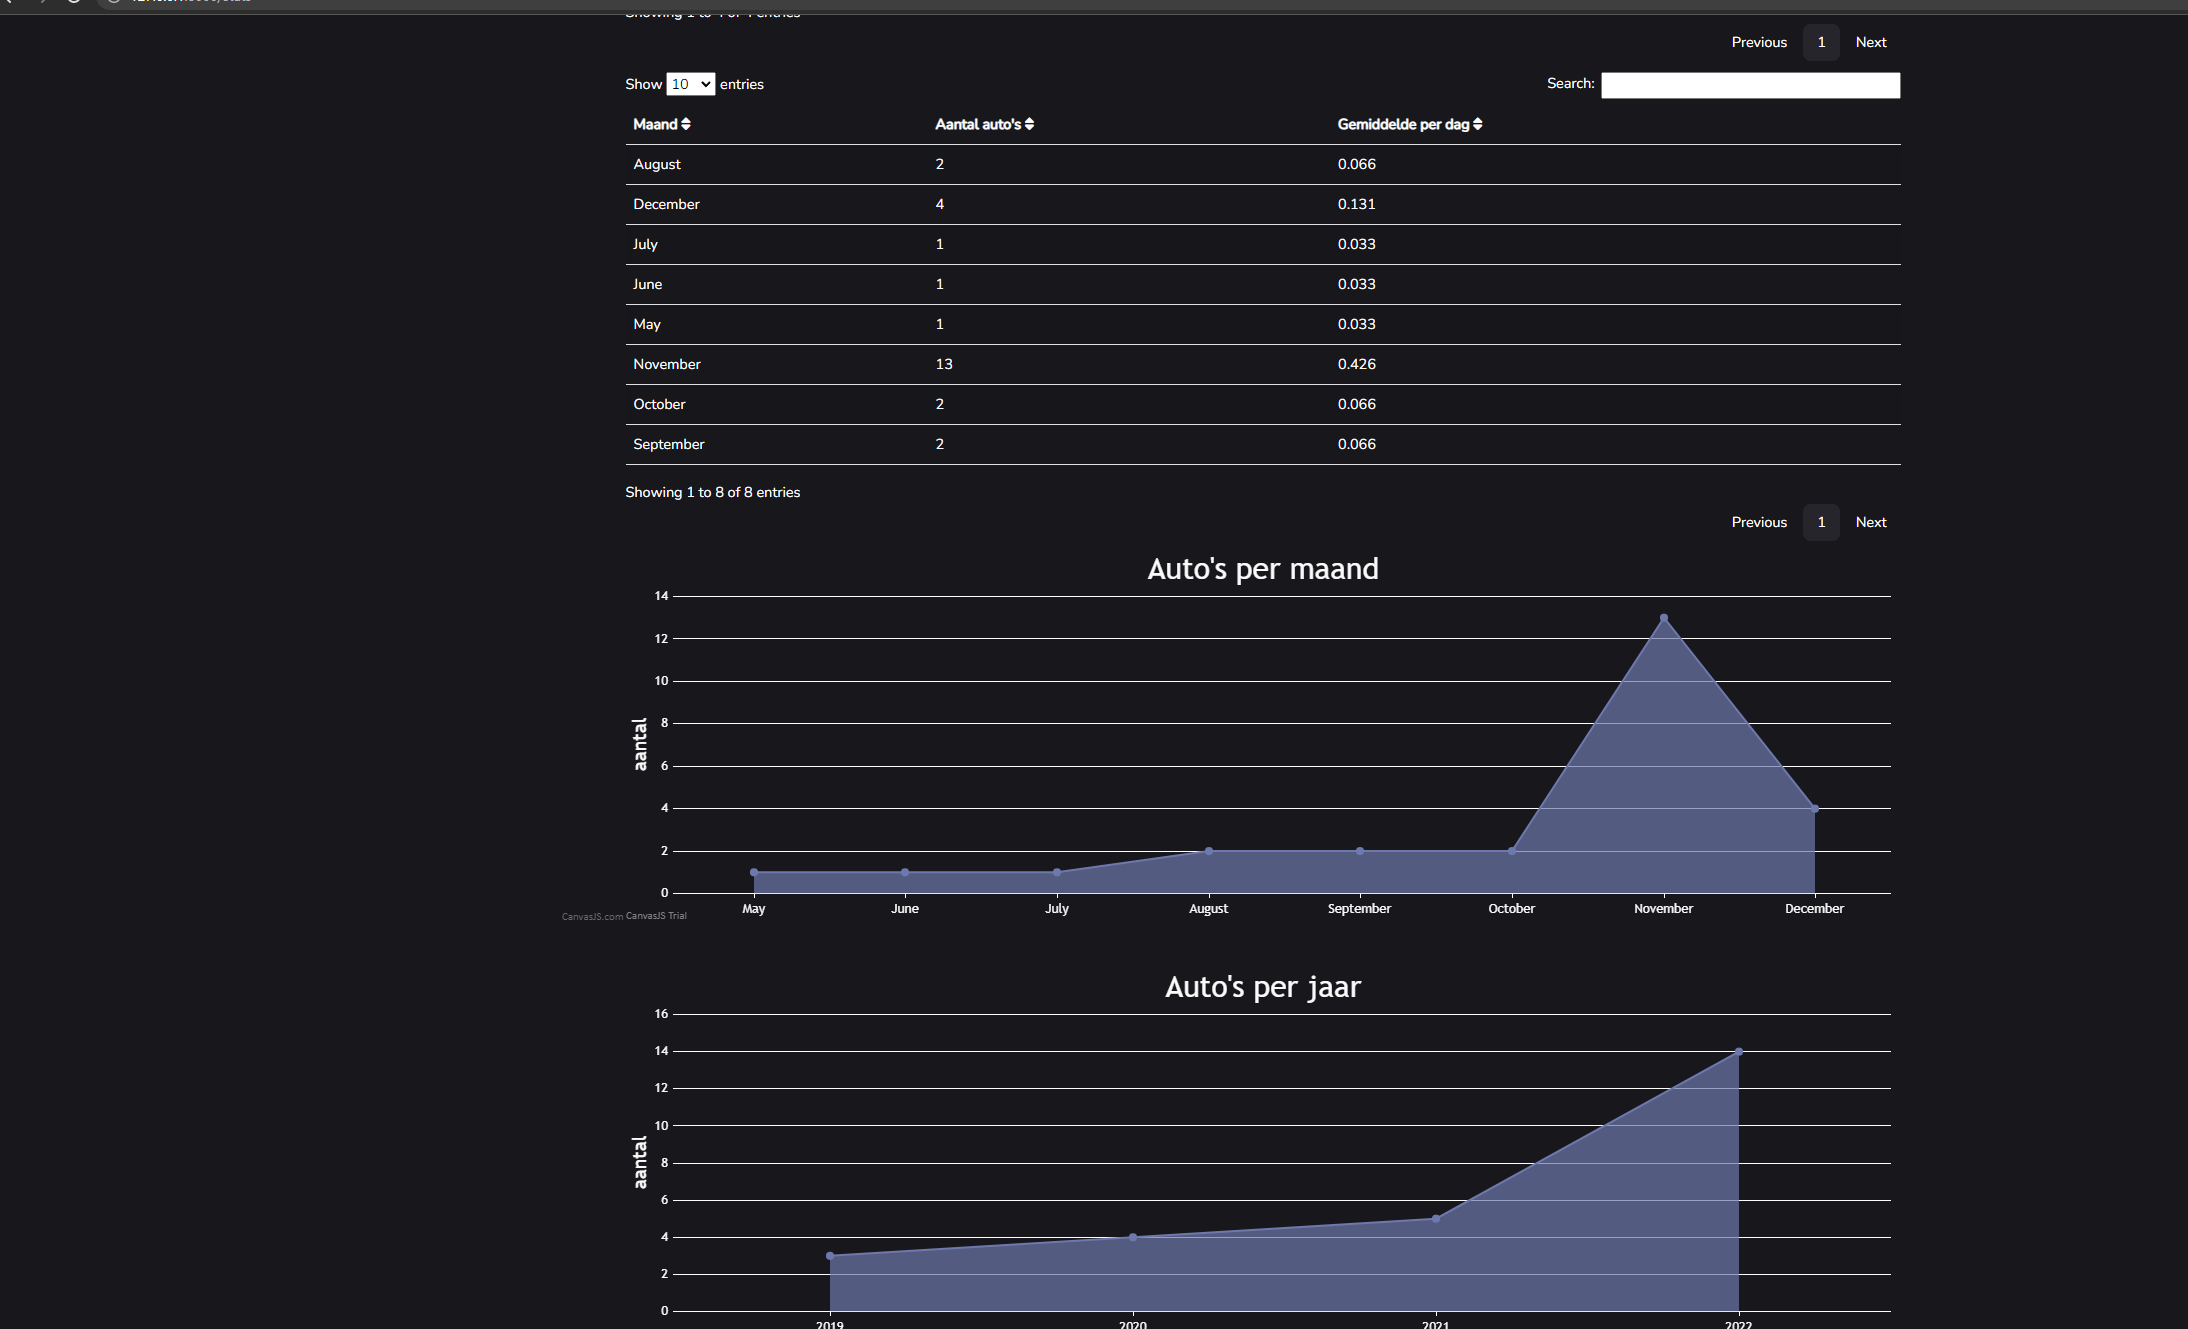 Previous 1 Next
Show 10 entries Search:
Maand Aantal auto's Gemiddelde per dag
August 2 0.066
December 4 0.131
July 1 0.033
June 1 0.033
May 1 0.033
November 13 0.426
October 2 0.066
September 2 0.066
Showing 1 to 8 of 8 entries
Previous 1 Next
Auto's per maand
14
12
10
8
6
4
2
0
aantal
May June July August September October November December
CanvasJS.com CanvasJS Trial
Auto's per jaar
16
14
12
10
8
6
4
2
0
aantal
2019 2020 2021 2022